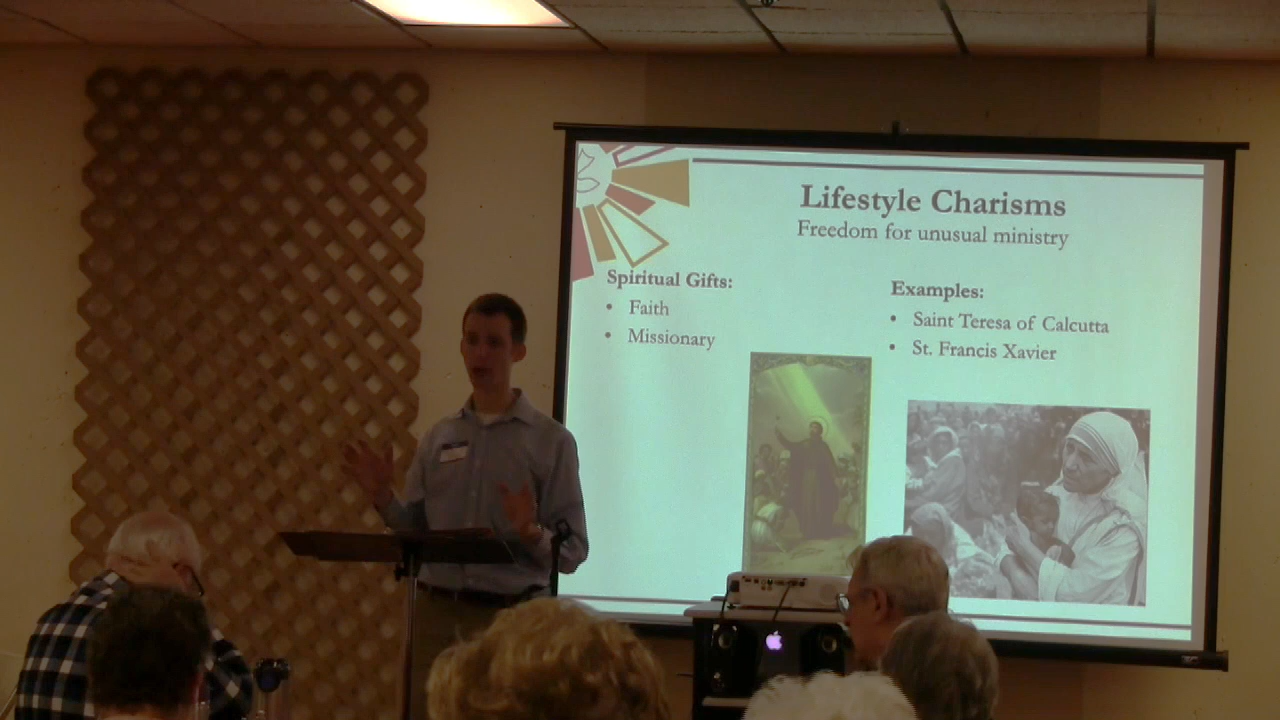 Lifestyle Charisms
Freedom for unusual ministry
Spiritual Gifts:
• Faith
• Missionary
Examples:
• Saint Teresa of Calcutta
• St. Francis Xavier